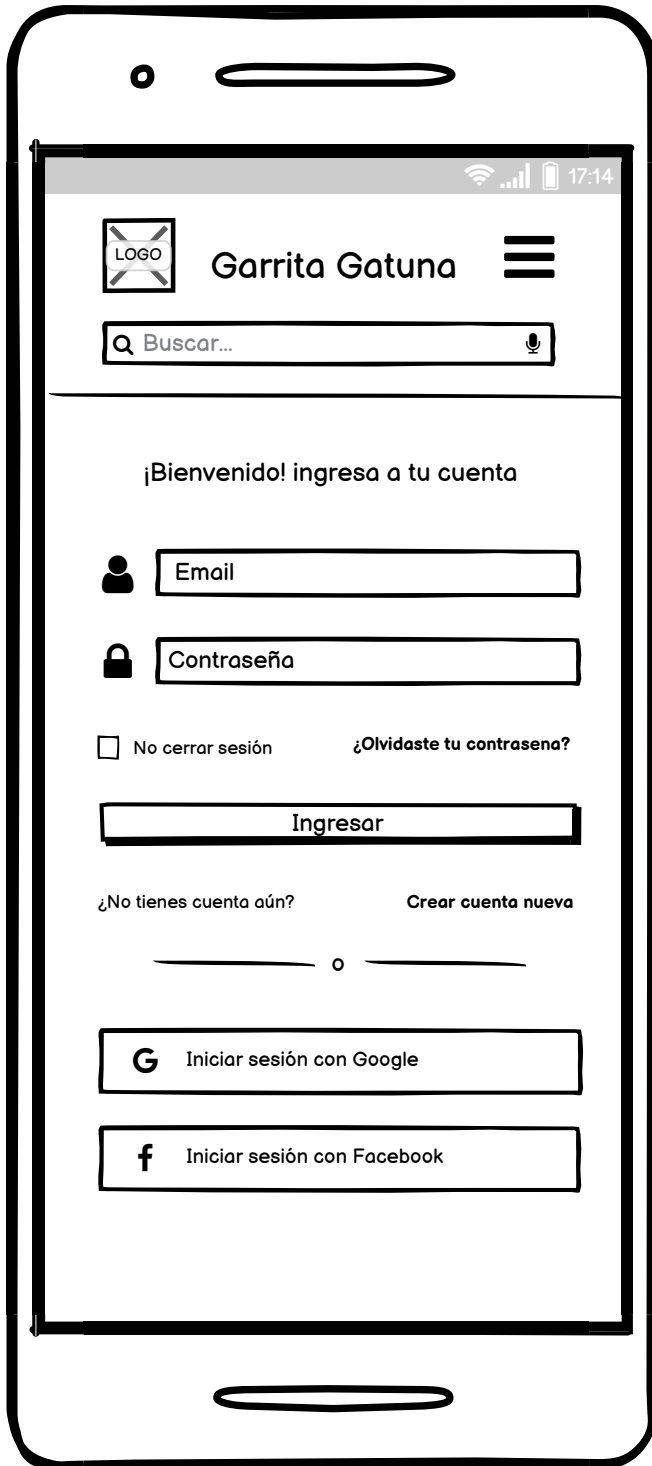 17:14
LOGO
Garrita Gatuna
Buscar...
¡Bienvenido! ingresa a tu cuenta
Email
Contraseña
No cerrar sesión
¿Olvidaste tu contrasena?
Ingresar
¿No tienes cuenta aún?
Crear cuenta nueva
o
G Iniciar sesión con Google
f Iniciar sesión con Facebook